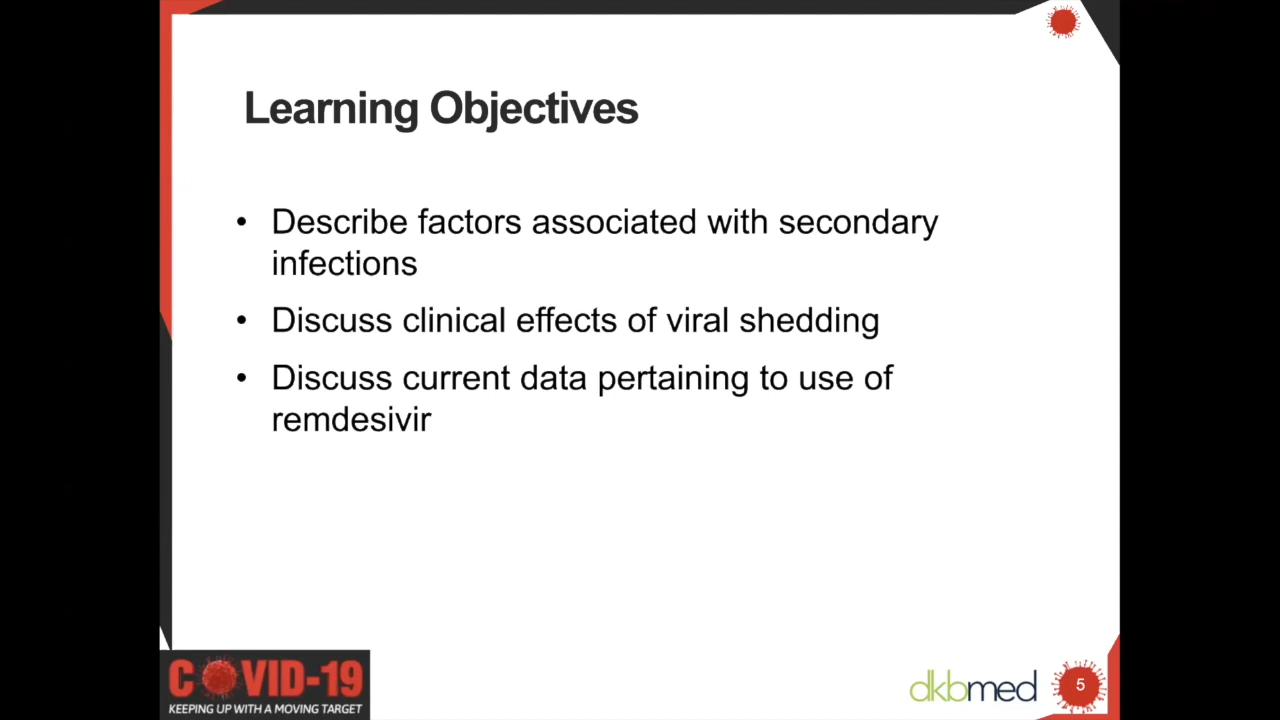 Learning Objectives
• Describe factors associated with secondary
infections
• Discuss clinical effects of viral shedding
• Discuss current data pertaining to use of
remdesivir
COVID-19
KEEPING UP WITH A MOVING TARGET
dkbmed
5